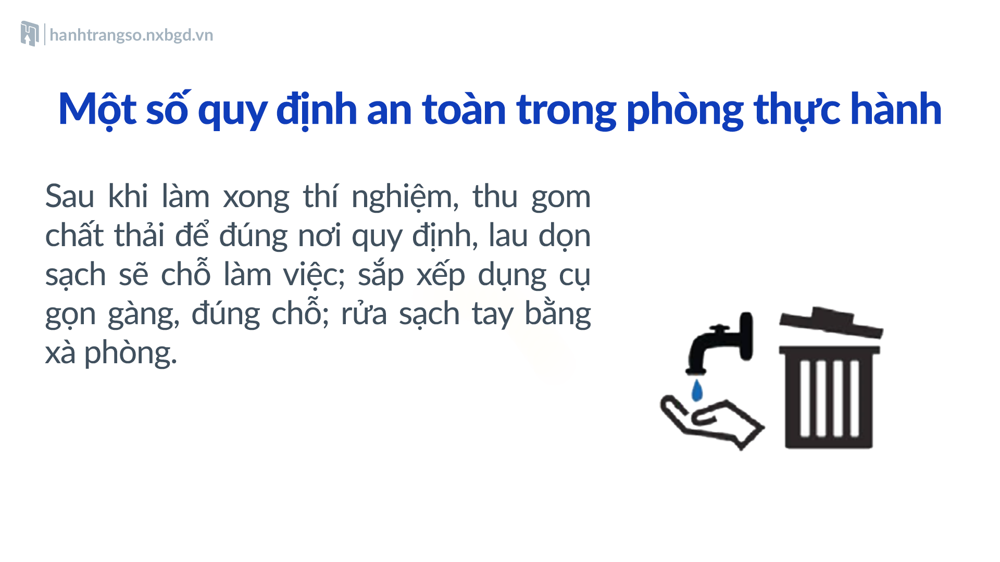 hanhtrangso.nxbgd.vn
Một số quy định an toàn trong phòng thực hành
Sau khi làm xong thí nghiệm, thu gom
chất thải để đúng nơi quy định, lau dọn
sạch sẽ chỗ làm việc; sắp xếp dụng cụ
gọn gàng, đúng chỗ; rửa sạch tay bằng
xà phòng.